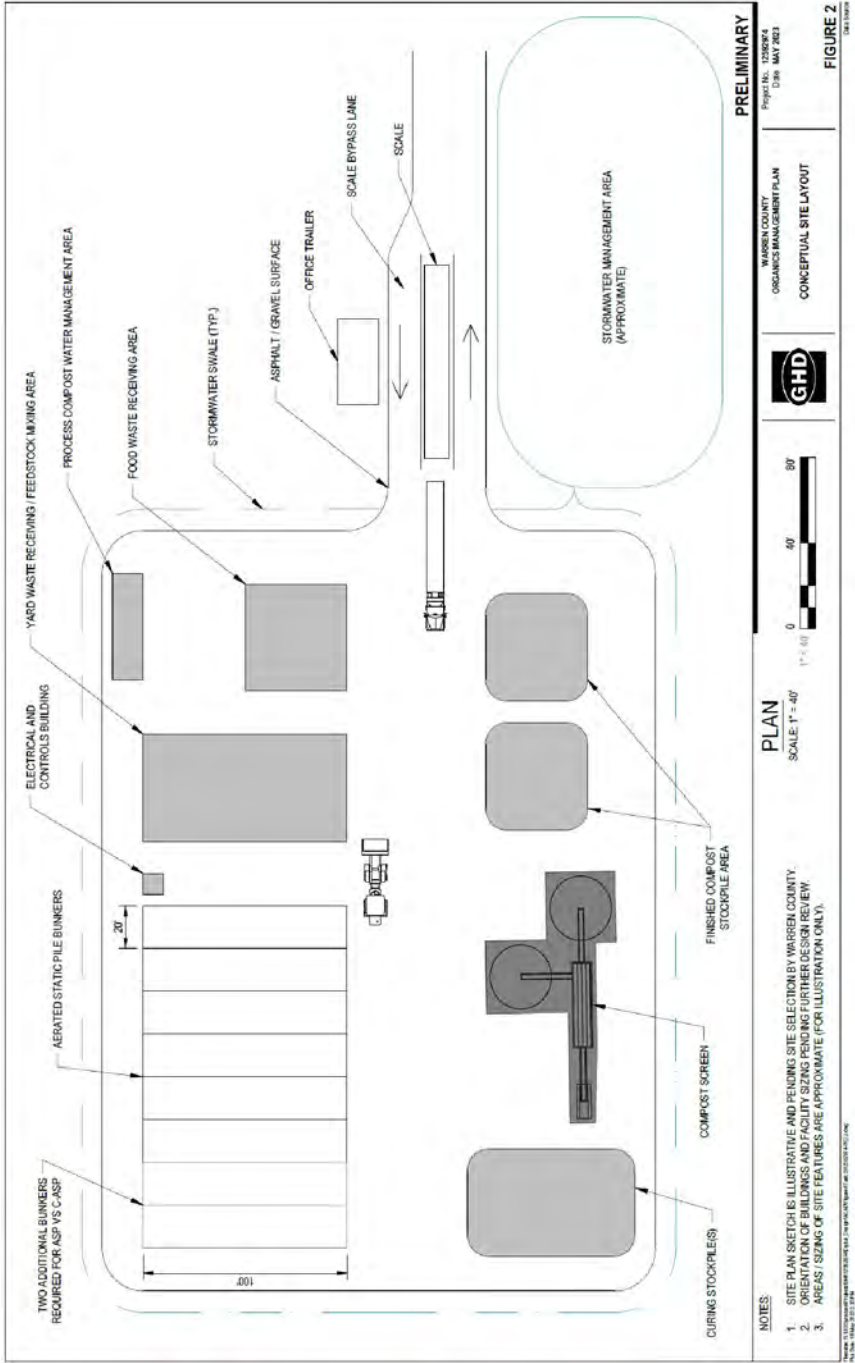 TWO ADDITIONAL BUNKERS
REQUIRED FOR ASP VS C-ASP
AERATED STATIC PILE BUNKERS
ELECTRICAL AND
CONTROLS BUILDING
YARD WASTE RECEIVING / FEEDSTOCK MIXING AREA
PROCESS COMPOST WATER MANAGEMENT AREA
FOOD WASTE RECEIVING AREA
STORMWATER SWALE (TYP.)
ASPHALT / GRAVEL SURFACE
OFFICE TRAILER
SCALE BYPASS LANE
SCALE
20'
100'
STORMWATER MANAGEMENT AREA
(APPROXIMATE)
CURING STOCKPILE(S)
COMPOST SCREEN
FINISHED COMPOST
STOCKPILE AREA
PRELIMINARY
NOTES:
1. SITE PLAN SKETCH IS ILLUSTRATIVE AND PENDING SITE SELECTION BY WARREN COUNTY.
2. ORIENTATION OF BUILDINGS AND FACILITY SIZING PENDING FURTHER DESIGN REVIEW.
3. AREAS / SIZING OF SITE FEATURES ARE APPROXIMATE (FOR ILLUSTRATION ONLY).
PLAN
SCALE: 1" = 40'
0 40' 80'
1" = 40'
GHD
WARREN COUNTY
ORGANICS MANAGEMENT PLAN
CONCEPTUAL SITE LAYOUT
Project No. 12592974
Date MAY 2023
FIGURE 2
Data Source